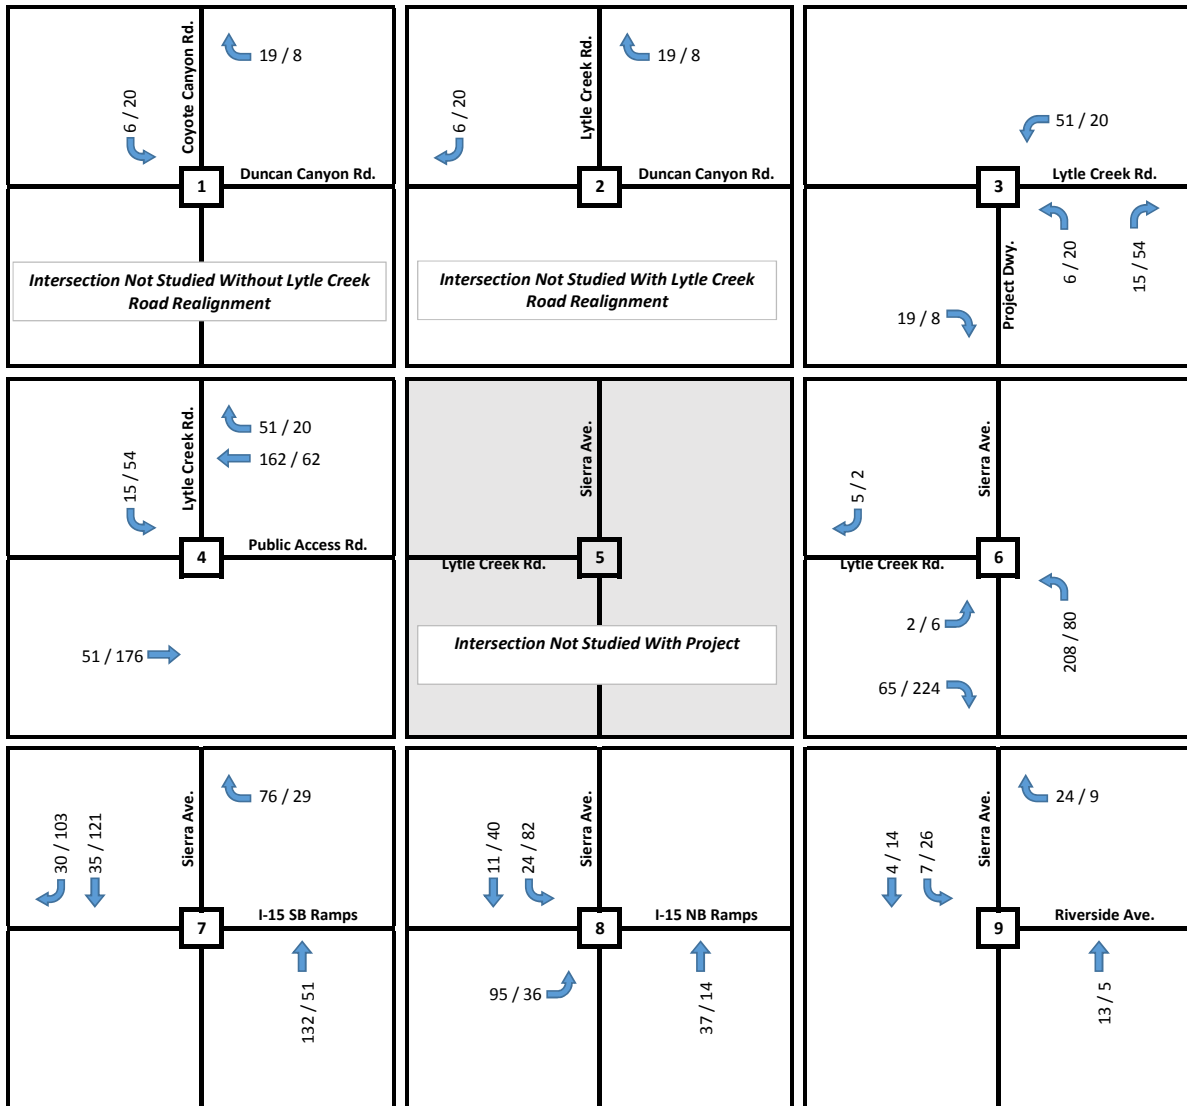 Coyote Canyon Rd.
19 / 8
6 / 20
Duncan Canyon Rd.
1
Intersection Not Studied Without Lytle Creek
Road Realignment
Lytle Creek Rd.
19 / 8
6 / 20
Duncan Canyon Rd.
2
Intersection Not Studied With Lytle Creek
Road Realignment
51 / 20
Lytle Creek Rd.
3
Project Dwy.
6 / 20
15 / 54
19 / 8
Lytle Creek Rd.
51 / 20
162 / 62
15 / 54
Public Access Rd.
4
51 / 176
Sierra Ave.
5
Lytle Creek Rd.
Intersection Not Studied With Project
Sierra Ave.
5 / 2
6
Lytle Creek Rd.
2 / 6
208 / 80
65 / 224
Sierra Ave.
76 / 29
30 / 103
35 / 121
I-15 SB Ramps
7
132 / 51
Sierra Ave.
11 / 40
24 / 82
I-15 NB Ramps
8
95 / 36
37 / 14
Sierra Ave.
24 / 9
4 / 14
7 / 26
Riverside Ave.
9
13 / 5